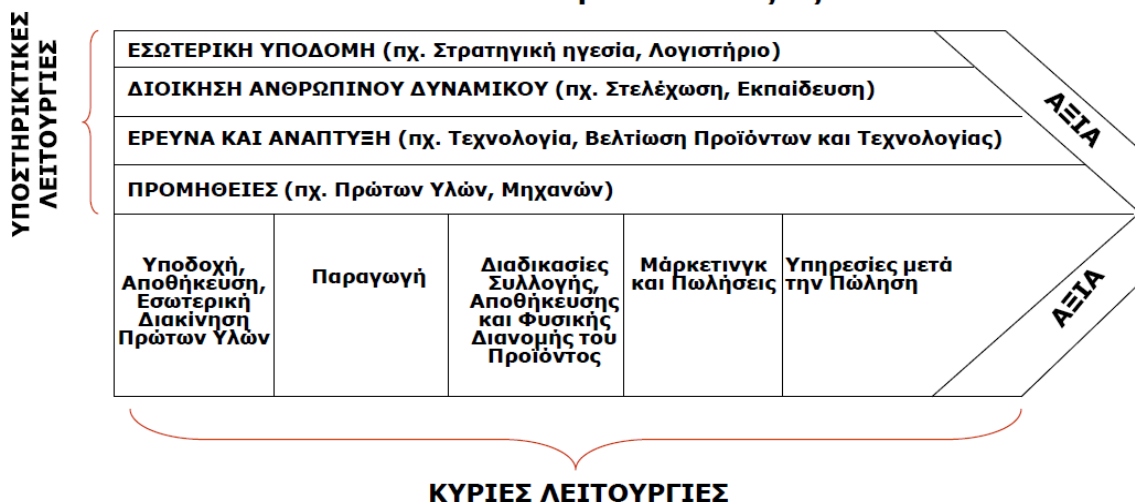 ΥΠΟΣΤΗΡΙΚΤΙΚΕΣ
ΛΕΙΤΟΥΡΓΙΕΣ
ΕΣΩΤΕΡΙΚΗ ΥΠΟΔΟΜΗ (πχ. Στρατηγική ηγεσία, Λογιστήριο)
ΔΙΟΙΚΗΣΗ ΑΝΘΡΩΠΙΝΟΥ ΔΥΝΑΜΙΚΟΥ (πχ. Στελέχωση, Εκπαίδευση)
ΕΡΕΥΝΑ ΚΑΙ ΑΝΑΠΤΥΞΗ (πχ. Τεχνολογία, Βελτίωση Προϊόντων και Τεχνολογίας)
ΠΡΟΜΗΘΕΙΕΣ (πχ. Πρώτων Υλών, Μηχανών)
ΑΞΙΑ
Υποδοχή,
Αποθήκευση,
Εσωτερική
Διακίνηση
Πρώτων Υλών
Παραγωγή
Διαδικασίες
Συλλογής,
Αποθήκευσης
και Φυσικής
Διανομής του
Προϊόντος
Μάρκετινγκ
και Πωλήσεις
Υπηρεσίες μετά
την Πώληση
ΑΞΙΑ
ΚΥΡΙΕΣ ΛΕΙΤΟΥΡΓΙΕΣ